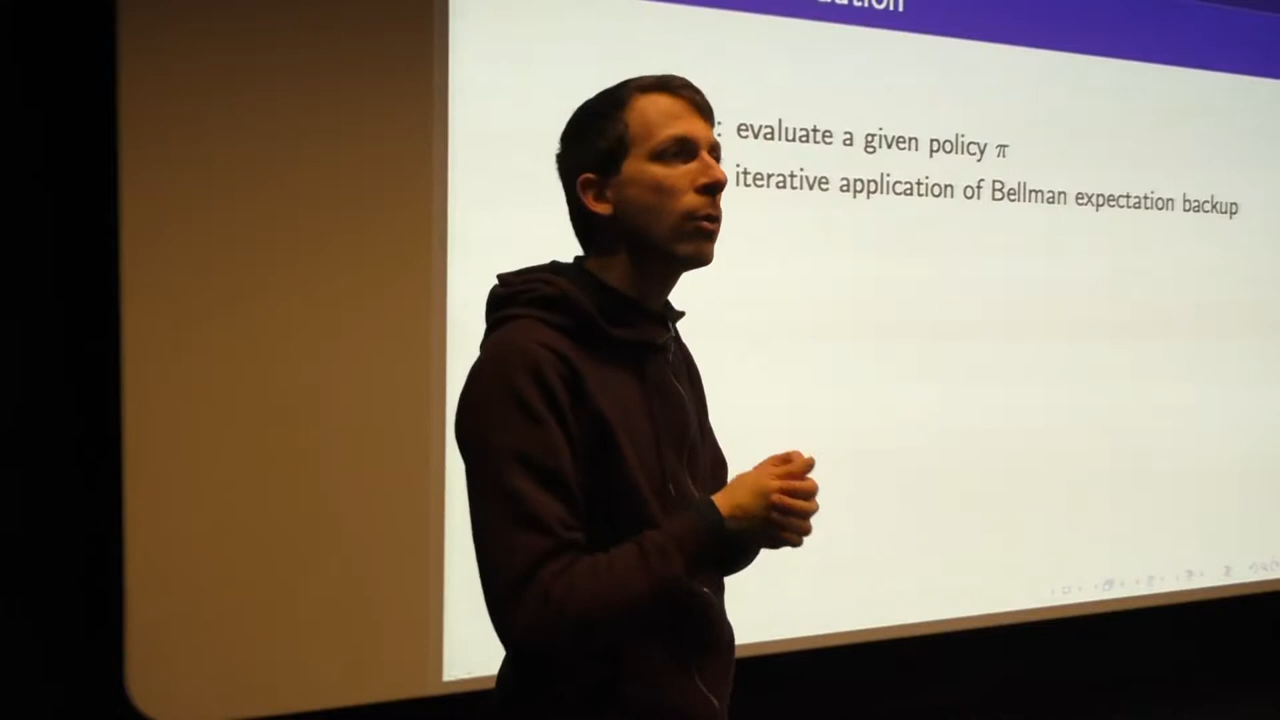 : evaluate a given policy π
iterative application of Bellman expectation backup